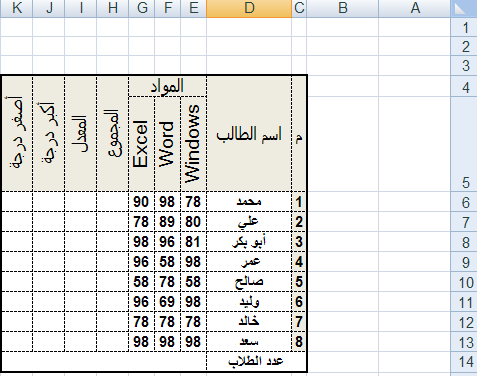 A B C D E F G H I J K
1
2
3
4 المواد
5 م اسم الطالب Windows Word Excel المجموع المعدل أكبر درجة أصغر درجة
6 1 محمد 78 98 90
7 2 علي 80 89 78
8 3 أبو بكر 81 96 98
9 4 عمر 98 58 96
10 5 صالح 58 78 58
11 6 وليد 98 69 96
12 7 خالد 78 78 78
13 8 سعد 98 98 98
14 عدد الطلاب